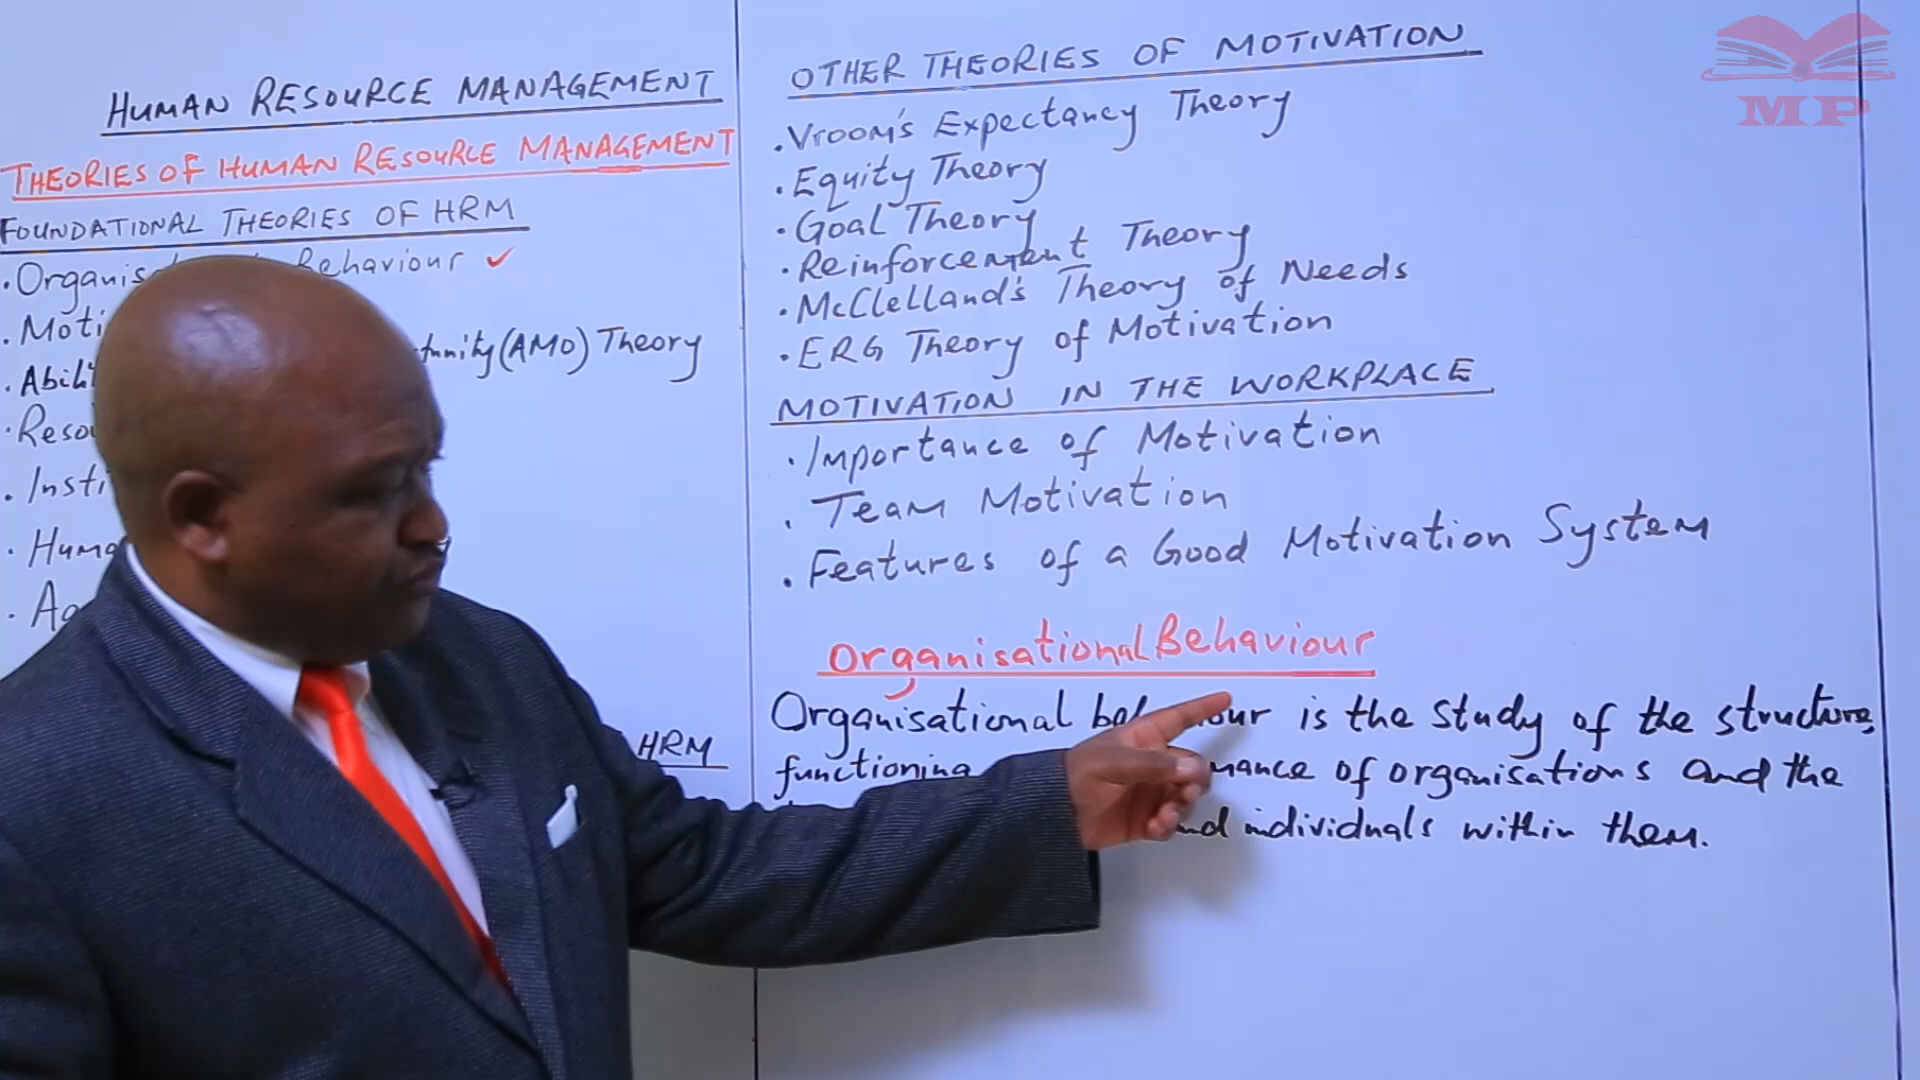 HUMAN RESOURCE MANAGEMENT
THEORIES OF HUMAN RESOURCE MANAGEMENT
FOUNDATIONAL THEORIES OF HRM
• Behaviour ✓
•
• (AMO) Theory
•
•
•
•
HRM
OTHER THEORIES OF MOTIVATION
• Vroom's Expectancy Theory
• Equity Theory
• Goal Theory
• Reinforcement Theory
• McClelland's Theory of Needs
• ERG Theory of Motivation
MOTIVATION IN THE WORKPLACE
• Importance of Motivation
• Team Motivation
• Features of a Good Motivation System
Organisational Behaviour
Organisational is the study of the structure,
functioning of organisations and the
individuals within them.
MP